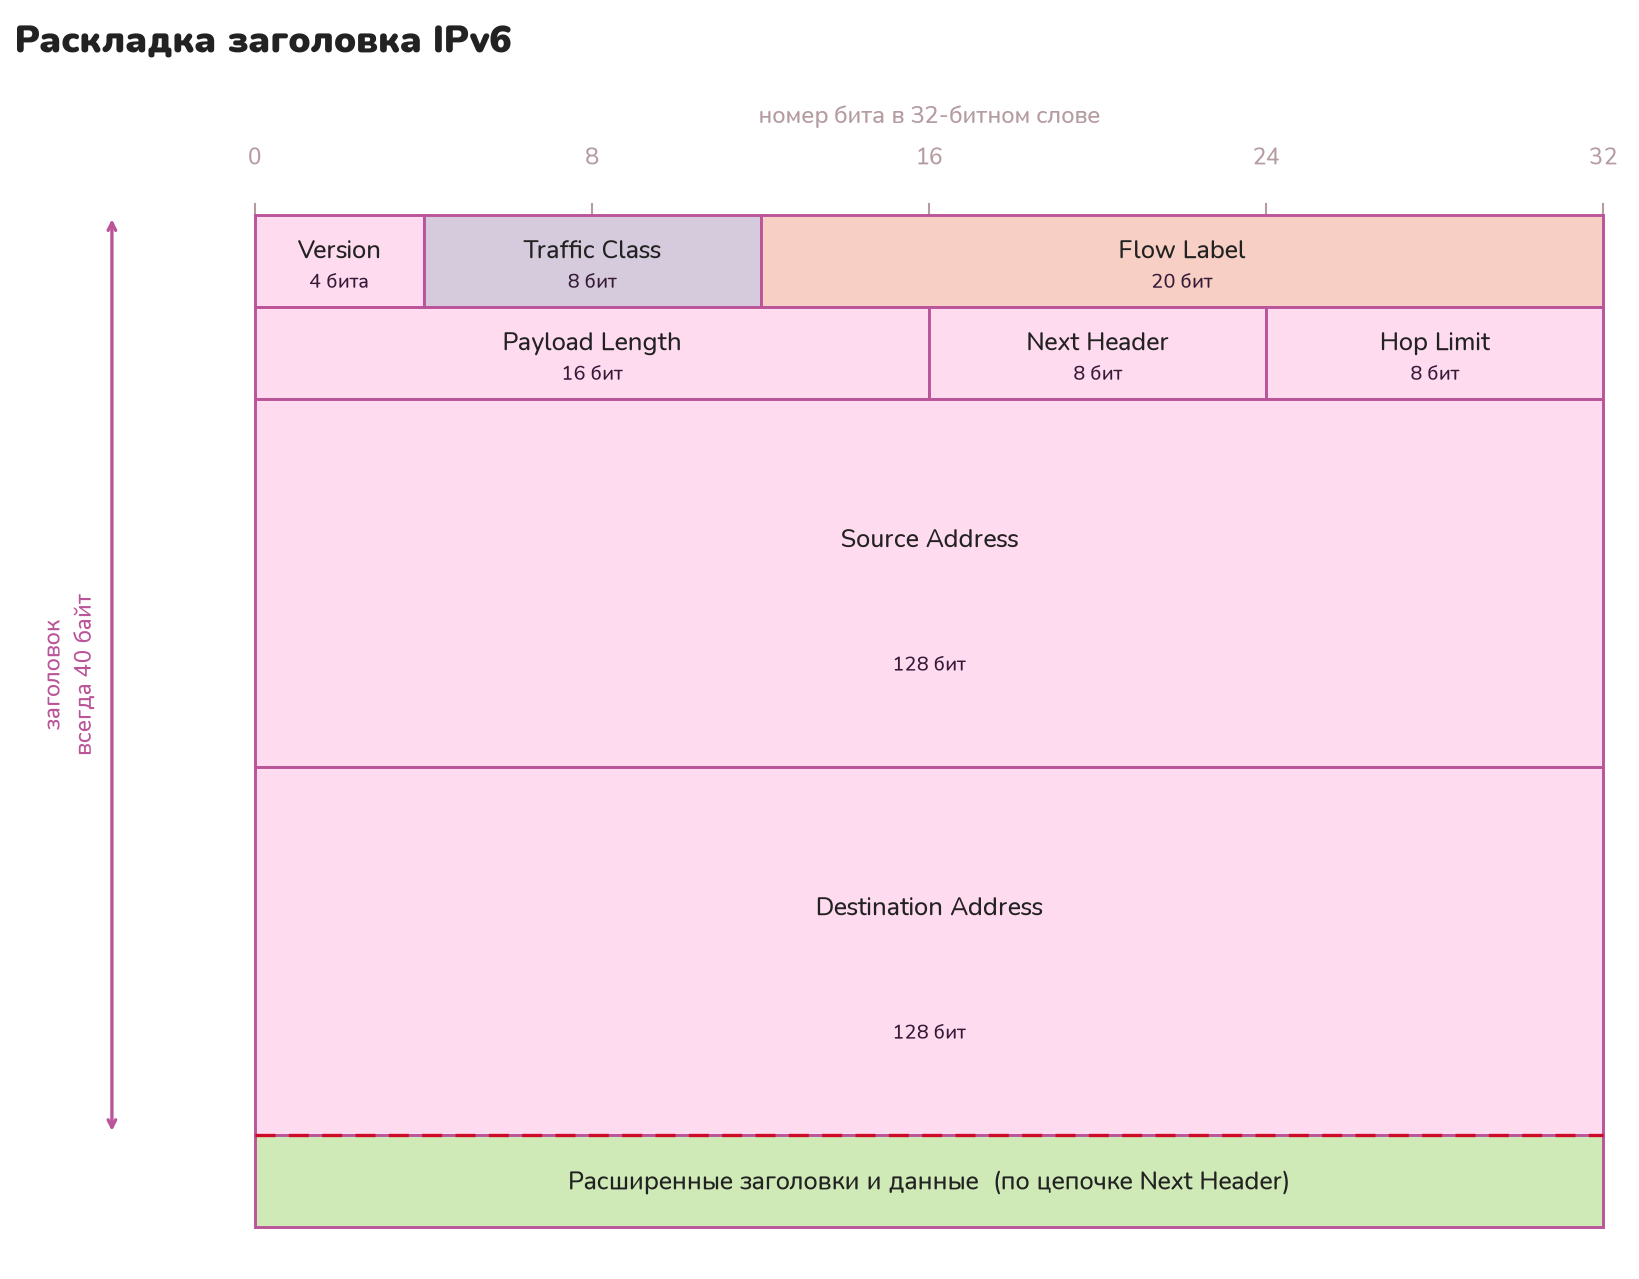 Раскладка заголовка IPv6
номер бита в 32-битном слове
0 8 16 24 32
Version
4 бита
Traffic Class
8 бит
Flow Label
20 бит
Payload Length
16 бит
Next Header
8 бит
Hop Limit
8 бит
заголовок
всегда 40 байт
Source Address
128 бит
Destination Address
128 бит
Расширенные заголовки и данные (по цепочке Next Header)